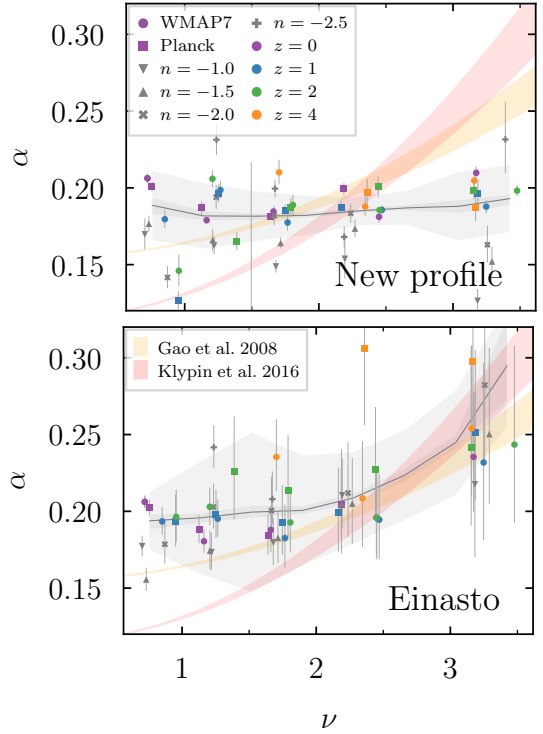 0.30
0.25
0.20
0.15
α
WMAP7
Planck
n = −1.0
n = −1.5
n = −2.0
n = −2.5
z = 0
z = 1
z = 2
z = 4
New profile
0.30
0.25
0.20
0.15
α
Gao et al. 2008
Klypin et al. 2016
Einasto
1 2 3
ν